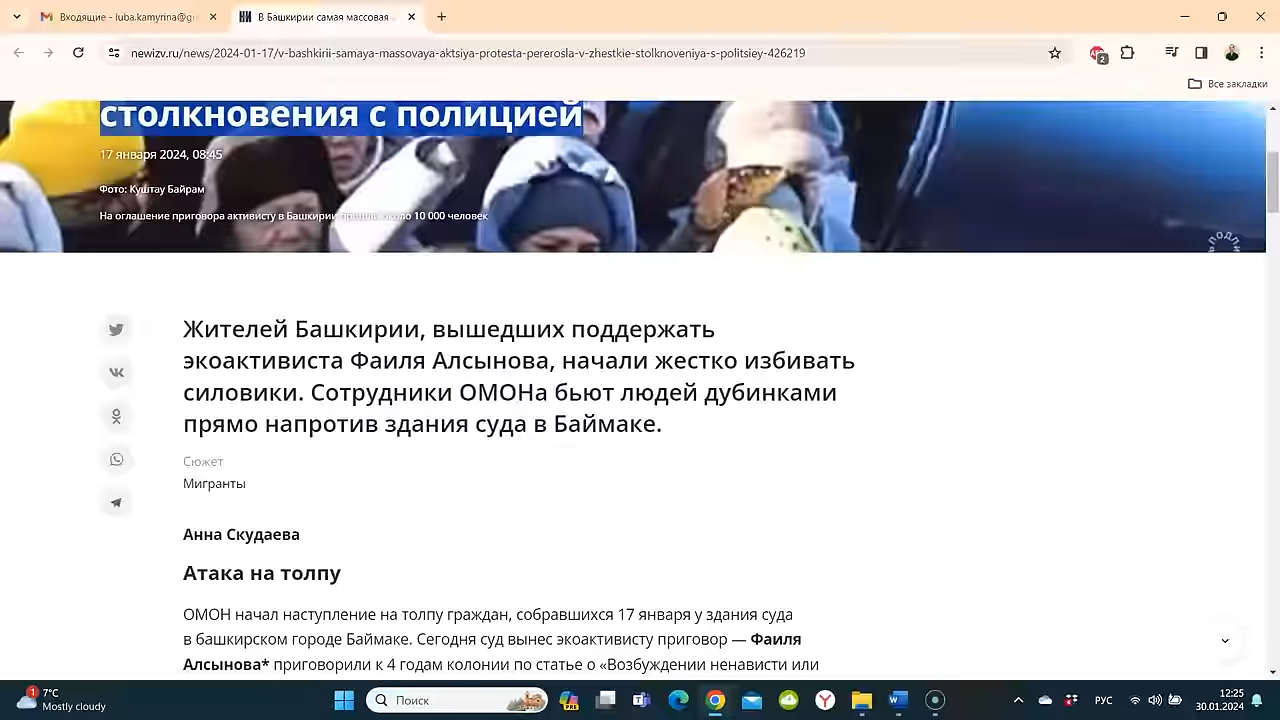 Входящие - luba.kamyrina@g
В Башкирии самая массовая
newizv.ru/news/2024-01-17/v-bashkirii-samaya-massovaya-aktsiya-protesta-pererosla-v-zhestkie-stolknoveniya-s-politsiey-426219
2
Все закладки
столкновения с полицией
17 января 2024, 08:45
Фото: Куштау Байрам
На оглашение приговора активисту в Башкирии пришли около 10 000 человек
Жителей Башкирии, вышедших поддержать
экоактивиста Фаиля Алсынова, начали жестко избивать
силовики. Сотрудники ОМОНа бьют людей дубинками
прямо напротив здания суда в Баймаке.
Сюжет
Мигранты
Анна Скудаева
Атака на толпу
ОМОН начал наступление на толпу граждан, собравшихся 17 января у здания суда
в башкирском городе Баймаке. Сегодня суд вынес экоактивисту приговор — Фаиля
Алсынова* приговорили к 4 годам колонии по статье о «Возбуждении ненависти или
1
7°C
Mostly cloudy
Поиск
РУС
12:25
30.01.2024